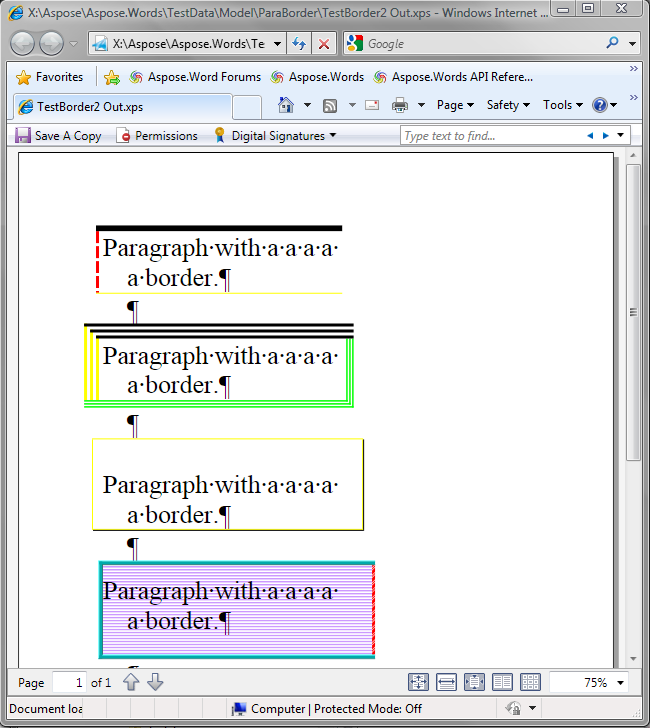 X:\Aspose\Aspose.Words\TestData\Model\ParaBorder\TestBorder2 Out.xps - Windows Internet ...
X:\Aspose\Aspose.Words\Te
Google
Favorites
Aspose.Word Forums
Aspose.Words
Aspose.Words API Refere...
TestBorder2 Out.xps
Page
Safety
Tools
Save A Copy
Permissions
Digital Signatures
Type text to find...
Paragraph·with·a·a·a·a·
a·border.¶
¶
Paragraph·with·a·a·a·a·
a·border.¶
¶
Paragraph·with·a·a·a·a·
a·border.¶
¶
Paragraph·with·a·a·a·a·
a·border.¶
Page 1 of 1
75%
Document loa
Computer | Protected Mode: Off